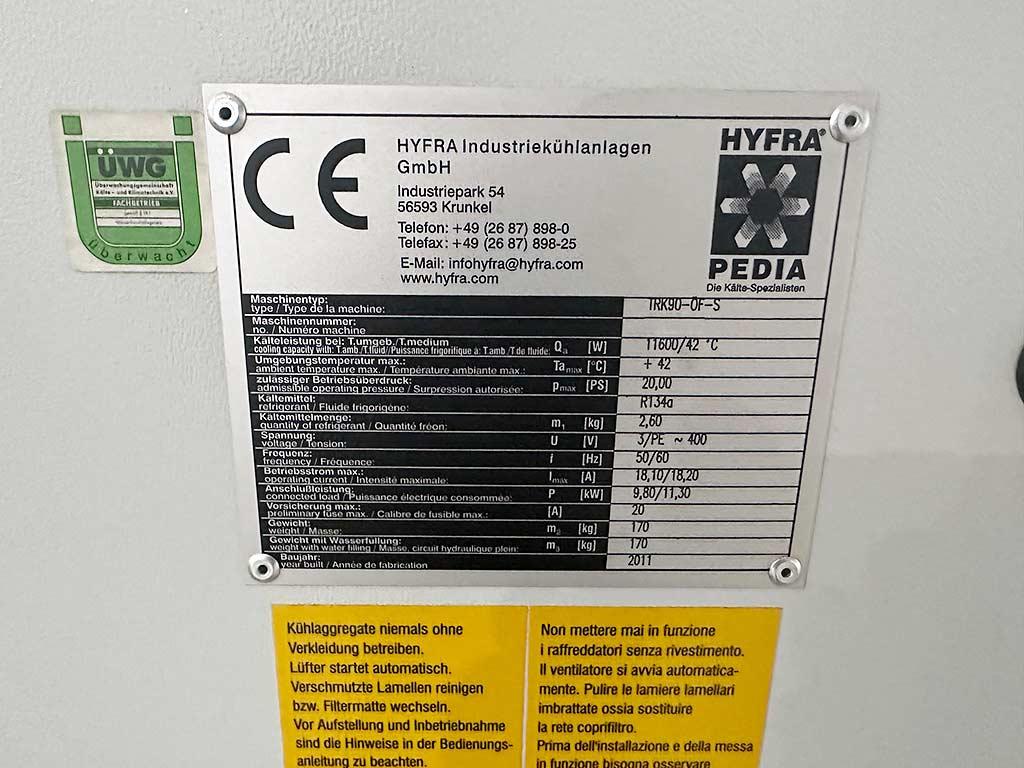 ÜWG
Überwachungsgemeinschaft
Kälte- und Klimatechnik e.V.
FACHBETRIEB
überwacht
CE
HYFRA Industriekühlanlagen
GmbH
Industriepark 54
56593 Krunkel
Telefon: +49 (26 87) 898-0
Telefax: +49 (26 87) 898-25
E-Mail: infohyfra@hyfra.com
www.hyfra.com
HYFRA®
PEDIA
Die Kälte-Spezialisten
Maschinentyp:
type / Type de la machine: TRK90-OF-S
Maschinennummer:
no. / Numéro machine
Kälteleistung bei: T.umgeb./T.medium
cooling capacity with: T.amb./T.fluid//Puissance frigorifique à: T.amb /T.de fluide: Qo [W] 11600/42 °C
Umgebungstemperatur max.:
ambient temperature max. / Température ambiante max.: Ta max [°C] + 42
zulässiger Betriebsüberdruck:
admissible operating pressure / Surpression autorisée: p max [PS] 20,00
Kältemittel:
refrigerant / Fluide frigorigène: R134a
Kältemittelmenge:
quantity of refrigerant / Quantité fréon: m1 [kg] 2,60
Spannung:
voltage / Tension: U [V] 3/PE ~ 400
Frequenz:
frequency / Fréquence: i [Hz] 50/60
Betriebsstrom max.:
operating current / Intensité maximale: I max [A] 18,10/18,20
Anschlußleistung:
connected load / Puissance électrique consommée: P [kW] 9,80/11,30
Vorsicherung max.:
preliminary fuse max. / Calibre de fusible max.: [A] 20
Gewicht:
weight / Masse: m2 [kg] 170
Gewicht mit Wasserfüllung:
weight with water filling / Masse, circuit hydraulique plein: m3 [kg] 170
Baujahr:
year built / Année de fabrication 2011
Kühlaggregate niemals ohne
Verkleidung betreiben.
Lüfter startet automatisch.
Verschmutzte Lamellen reinigen
bzw. Filtermatte wechseln.
Vor Aufstellung und Inbetriebnahme
sind die Hinweise in der Bedienungs-
anleitung zu beachten.
Non mettere mai in funzione
i raffreddatori senza rivestimento.
Il ventilatore si avvia automatica-
mente. Pulire le lamiere lamellari
imbrattate ossia sostituire
la rete coprifiltro.
Prima dell'installazione e della messa
in funzione bisogna osservare